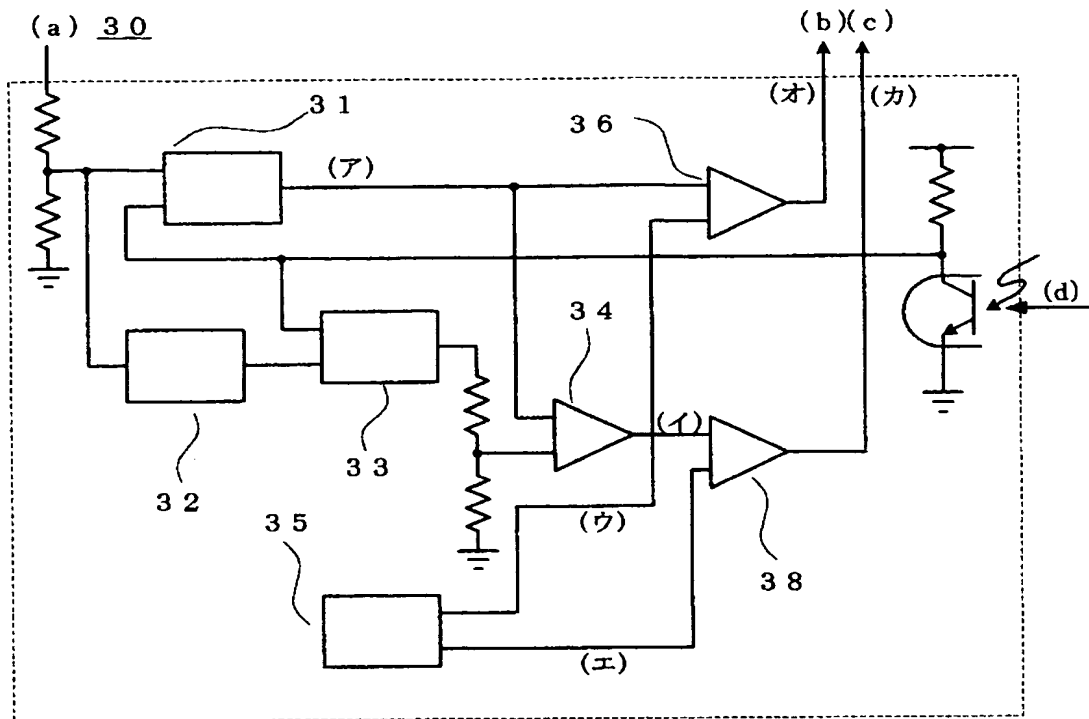 (a) ３０
(b)(c)
(オ)
(カ)
３１
３６
(ア)
(d)
３４
(イ)
３３
３２
３５
(ウ)
３８
(エ)